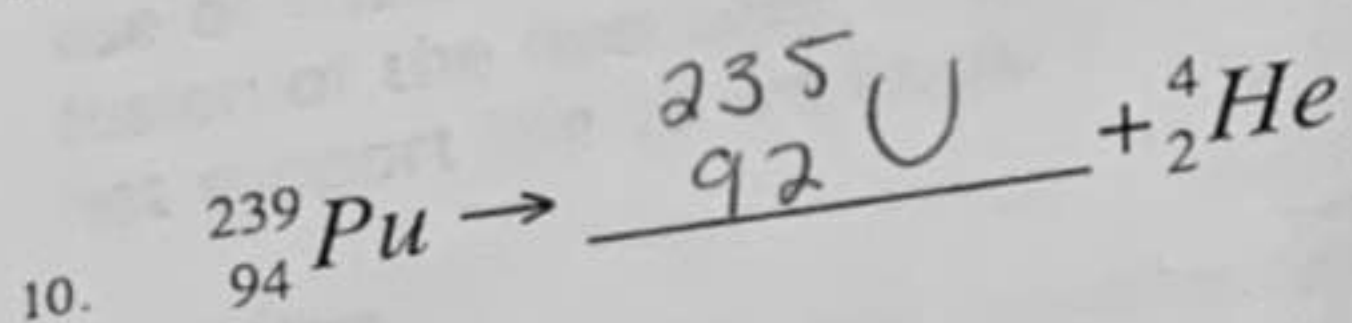 10. ²³⁹₉₄Pu → ²³⁵₉₂U + ⁴₂He